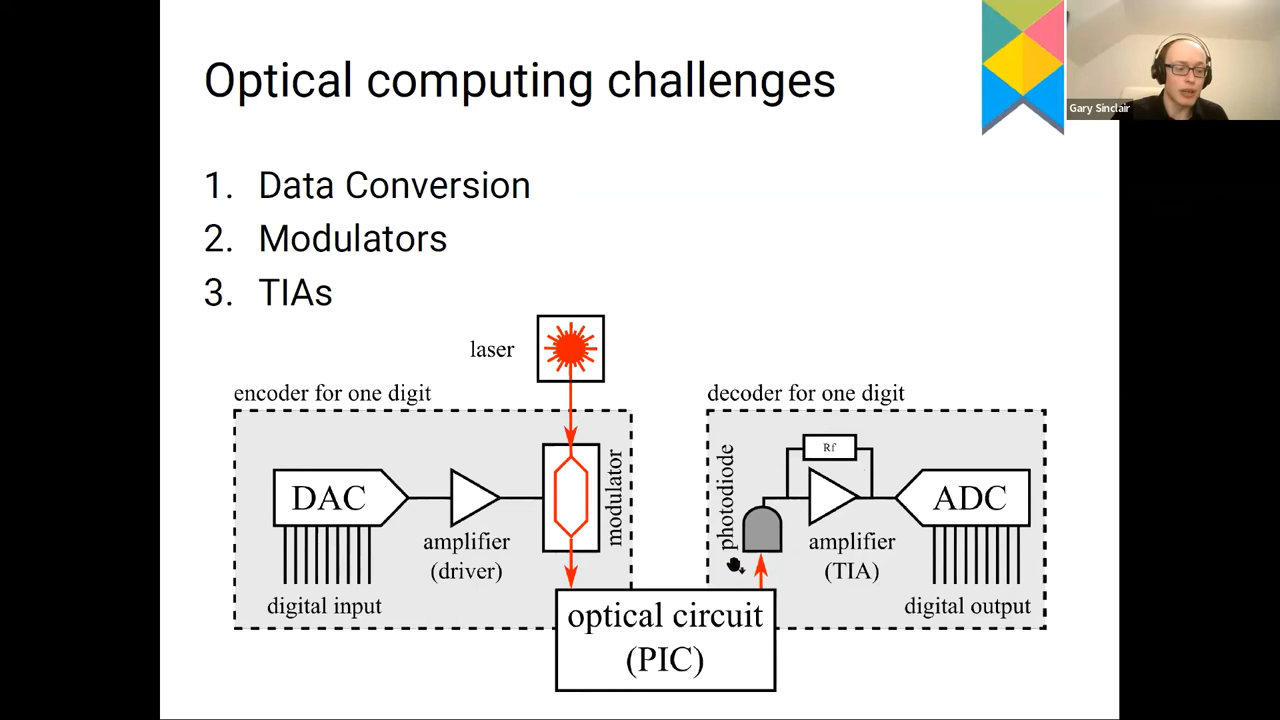 Optical computing challenges
Gary Sinclair
1. Data Conversion
2. Modulators
3. TIAs
laser
encoder for one digit
decoder for one digit
DAC
amplifier
(driver)
modulator
digital input
photodiode
Rf
amplifier
(TIA)
ADC
digital output
optical circuit
(PIC)